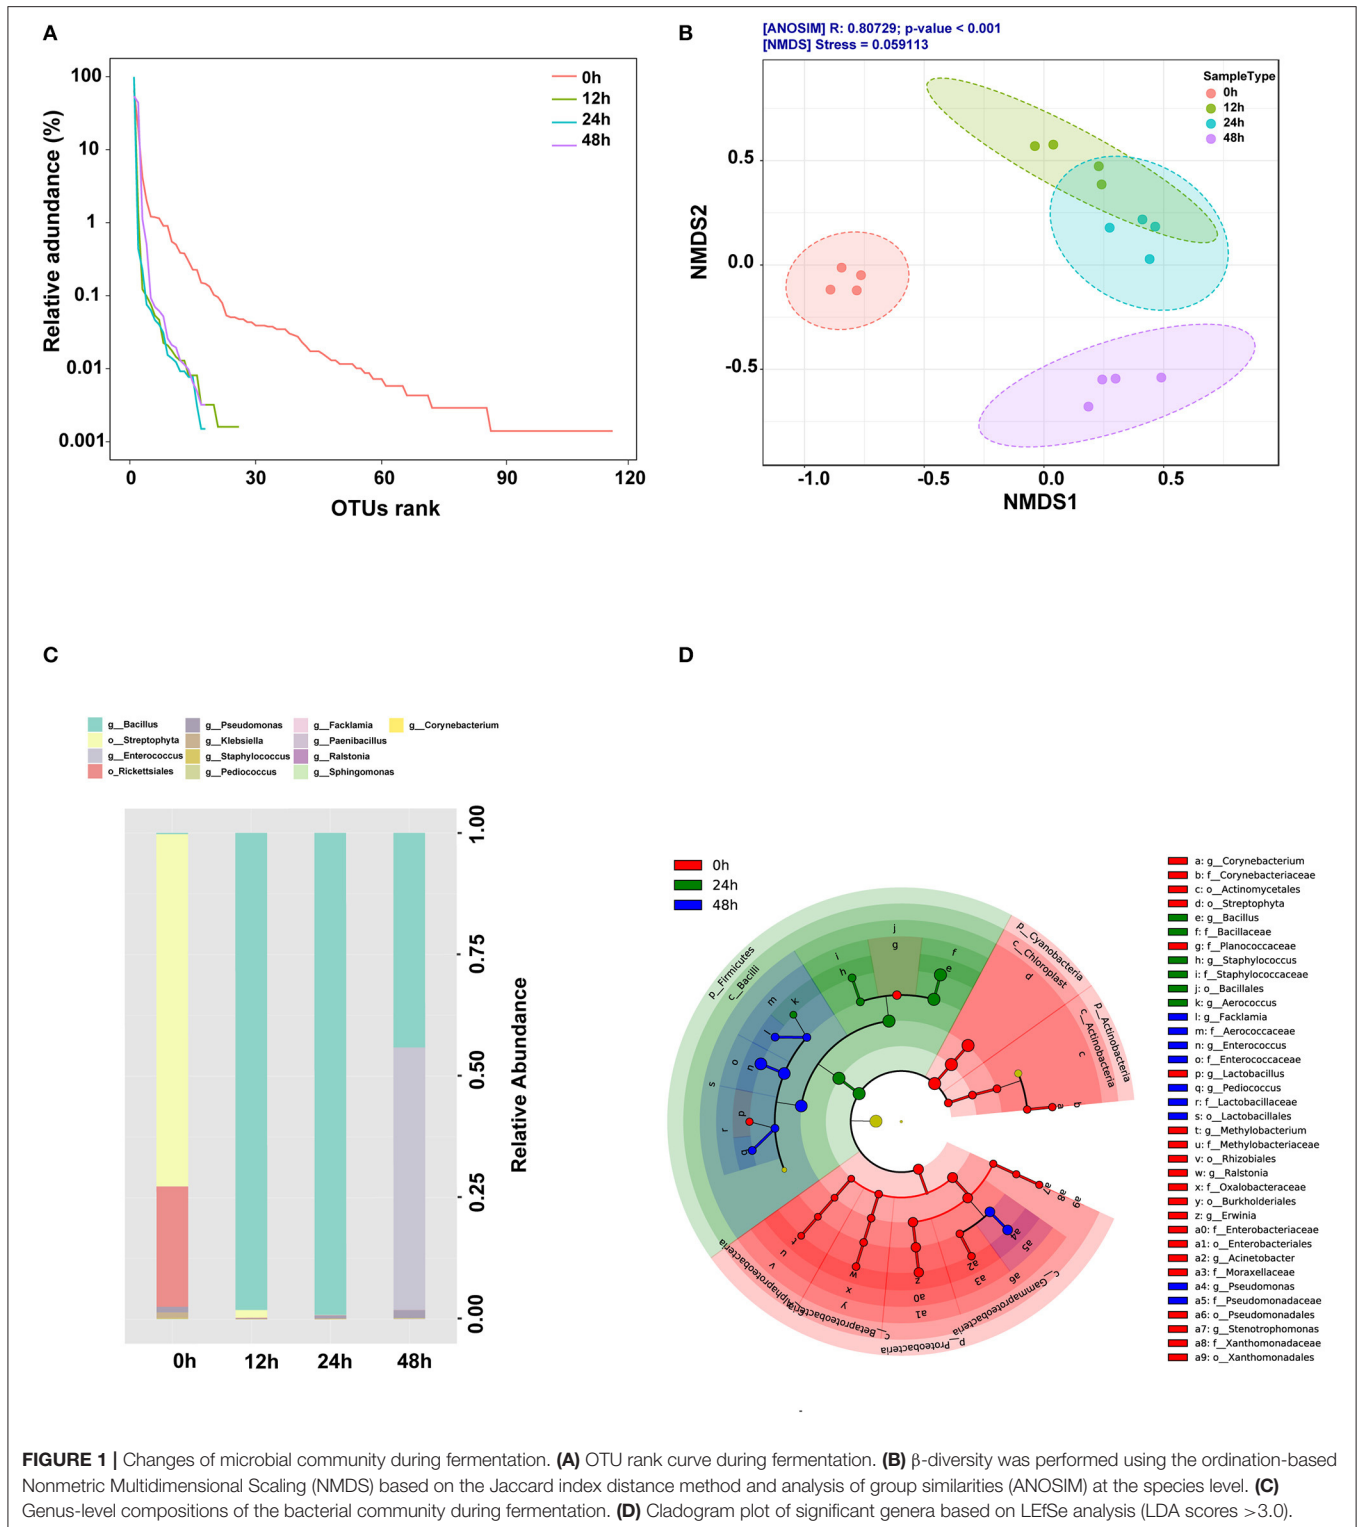 A
100
10
1
0.1
0.01
0.001
Relative adundance (%)
0
30
60
90
120
OTUs rank
0h
12h
24h
48h
B
[ANOSIM] R: 0.80729; p-value < 0.001
[NMDS] Stress = 0.059113
SampleType
0h
12h
24h
48h
0.5
0.0
-0.5
NMDS2
-1.0
-0.5
0.0
0.5
NMDS1
C
g__Bacillus
o__Streptophyta
g__Enterococcus
o_Rickettsiales
g__Pseudomonas
g__Klebsiella
g__Staphylococcus
g__Pediococcus
g__Facklamia
g__Paenibacillus
g__Ralstonia
g__Sphingomonas
g__Corynebacterium
1.00
0.75
0.50
0.25
0.00
Relative Abundance
0h
12h
24h
48h
D
0h
24h
48h
p__Firmicutes
c__Bacilli
p__Cyanobacteria
c__Chloroplast
d
p__Actinobacteria
c__Actinobacteria
c
b
a
j
g
i
h
f
e
m
k
l
o
n
s
p
r
q
t
u
v
w
x
y
z
a0
a1
a2
a3
a4
a5
a6
a7
a8
a9
c__Betaproteobacteria
c__Gammaproteobacteria
p__Proteobacteria
a: g__Corynebacterium
b: f__Corynebacteriaceae
c: o__Actinomycetales
d: o__Streptophyta
e: g__Bacillus
f: f__Bacillaceae
g: f__Planococcaceae
h: g__Staphylococcus
i: f__Staphylococcaceae
j: o__Bacillales
k: g__Aerococcus
l: g__Facklamia
m: f__Aerococcaceae
n: g__Enterococcus
o: f__Enterococcaceae
p: g__Lactobacillus
q: g__Pediococcus
r: f__Lactobacillaceae
s: o__Lactobacillales
t: g__Methylobacterium
u: f__Methylobacteriaceae
v: o__Rhizobiales
w: g__Ralstonia
x: f__Oxalobacteraceae
y: o__Burkholderiales
z: g__Erwinia
a0: f__Enterobacteriaceae
a1: o__Enterobacteriales
a2: g__Acinetobacter
a3: f__Moraxellaceae
a4: g__Pseudomonas
a5: f__Pseudomonadaceae
a6: o__Pseudomonadales
a7: g__Stenotrophomonas
a8: f__Xanthomonadaceae
a9: o__Xanthomonadales
FIGURE 1 | Changes of microbial community during fermentation. (A) OTU rank curve during fermentation. (B) β-diversity was performed using the ordination-based
Nonmetric Multidimensional Scaling (NMDS) based on the Jaccard index distance method and analysis of group similarities (ANOSIM) at the species level. (C)
Genus-level compositions of the bacterial community during fermentation. (D) Cladogram plot of significant genera based on LEfSe analysis (LDA scores >3.0).